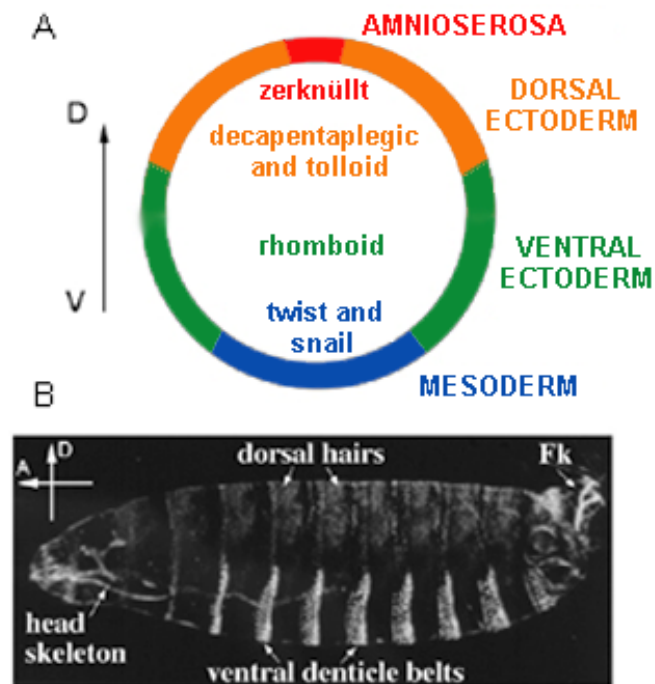 A
AMNIOSEROSA
zerknüllt
D
DORSAL
ECTODERM
decapentaplegic
and tolloid
rhomboid
VENTRAL
ECTODERM
V
twist and
snail
MESODERM
B
D
A
dorsal hairs
Fk
head
skeleton
ventral denticle belts